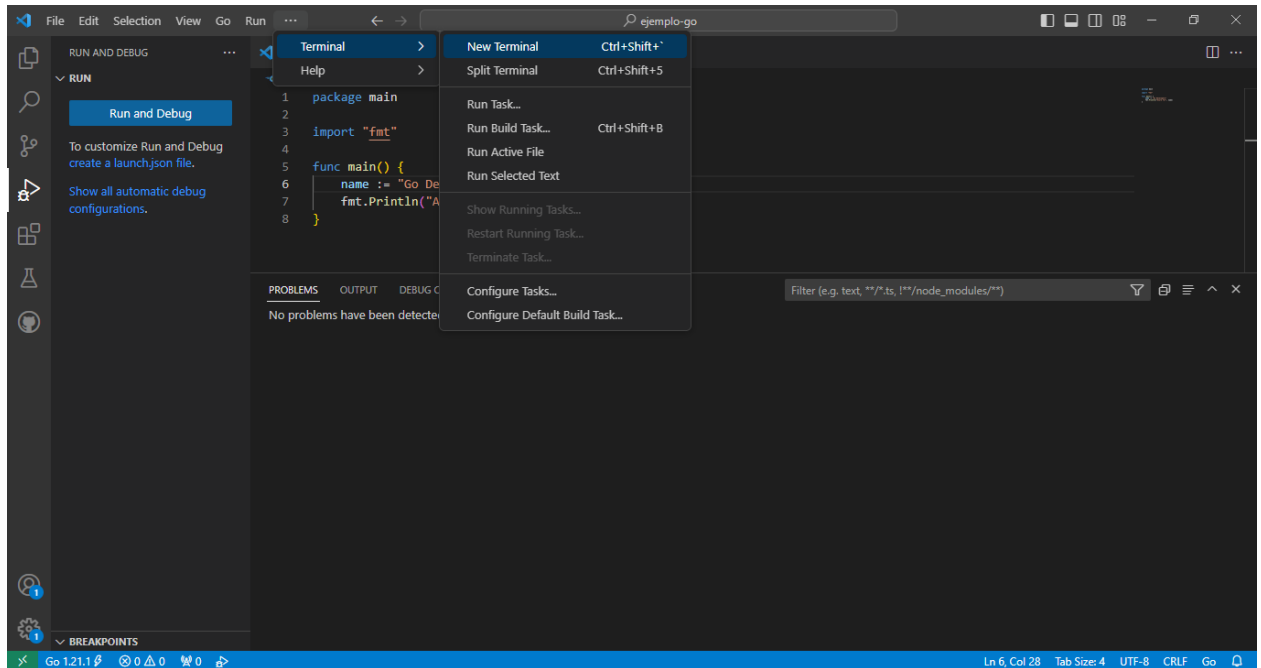 File Edit Selection View Go Run ··· ejemplo-go
RUN AND DEBUG ···
RUN
Run and Debug
To customize Run and Debug
create a launch.json file.
Show all automatic debug
configurations.
BREAKPOINTS
Terminal
Help
New Terminal Ctrl+Shift+`
Split Terminal Ctrl+Shift+5
Run Task...
Run Build Task... Ctrl+Shift+B
Run Active File
Run Selected Text
Show Running Tasks...
Restart Running Task...
Terminate Task...
Configure Tasks...
Configure Default Build Task...
1 package main
2
3 import "fmt"
4
5 func main() {
6 name := "Go De
7 fmt.Println("A
8 }
PROBLEMS OUTPUT DEBUG C
Filter (e.g. text, **/*.ts, !**/node_modules/**)
No problems have been detecte
1
1
Go 1.21.1 0 0 0 Ln 6, Col 28 Tab Size: 4 UTF-8 CRLF Go